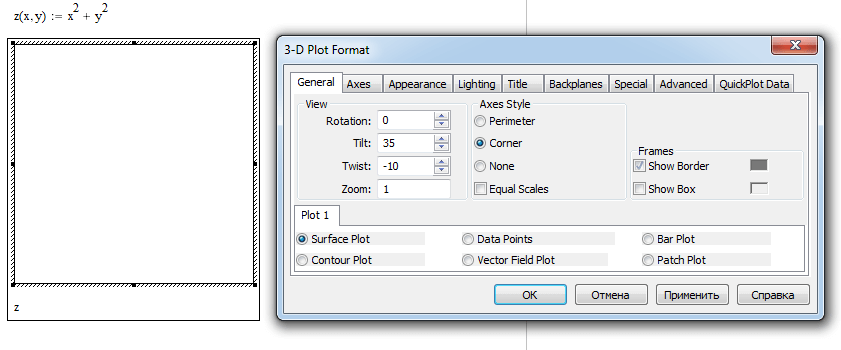 z(x,y) := x² + y²
3-D Plot Format
General Axes Appearance Lighting Title Backplanes Special Advanced QuickPlot Data
View
Rotation: 0
Tilt: 35
Twist: -10
Zoom: 1
Axes Style
Perimeter
Corner
None
Equal Scales
Frames
Show Border
Show Box
Plot 1
Surface Plot Data Points Bar Plot
Contour Plot Vector Field Plot Patch Plot
OK Отмена Применить Справка
z